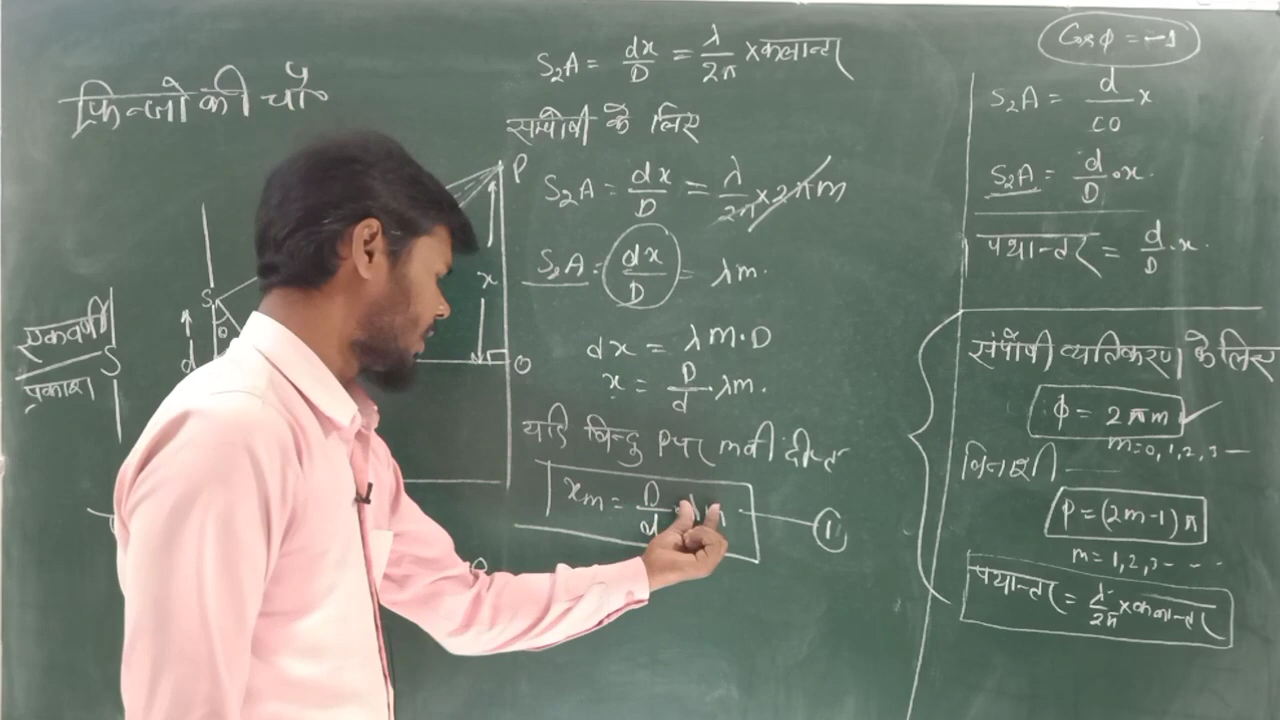 फ्रिन्जो की चौ०
एकवर्णी
प्रकाश
S
S
θ
d
P
x
O
S₂A = dx/D = λ/2π × कलान्तर
सम्पोषी के लिए
S₂A = dx/D = λ/2π × 2πm
S₂A = dx/D = λm.
dx = λm.D
x = D/d . λm.
यदि बिन्दु P पर mवी दीप्त
xm = D/d . λm
①
Cosϕ = -1
S₂A = d/CO x
S₂A = d/D . x.
पथान्तर = d/D . x.
संपोषी व्यतिकरण के लिए
ϕ = 2πm
m=0,1,2,3 —
विनाशी
P = (2m-1)π
m = 1,2,3- - -
पथान्तर = λ/2π × कलान्तर